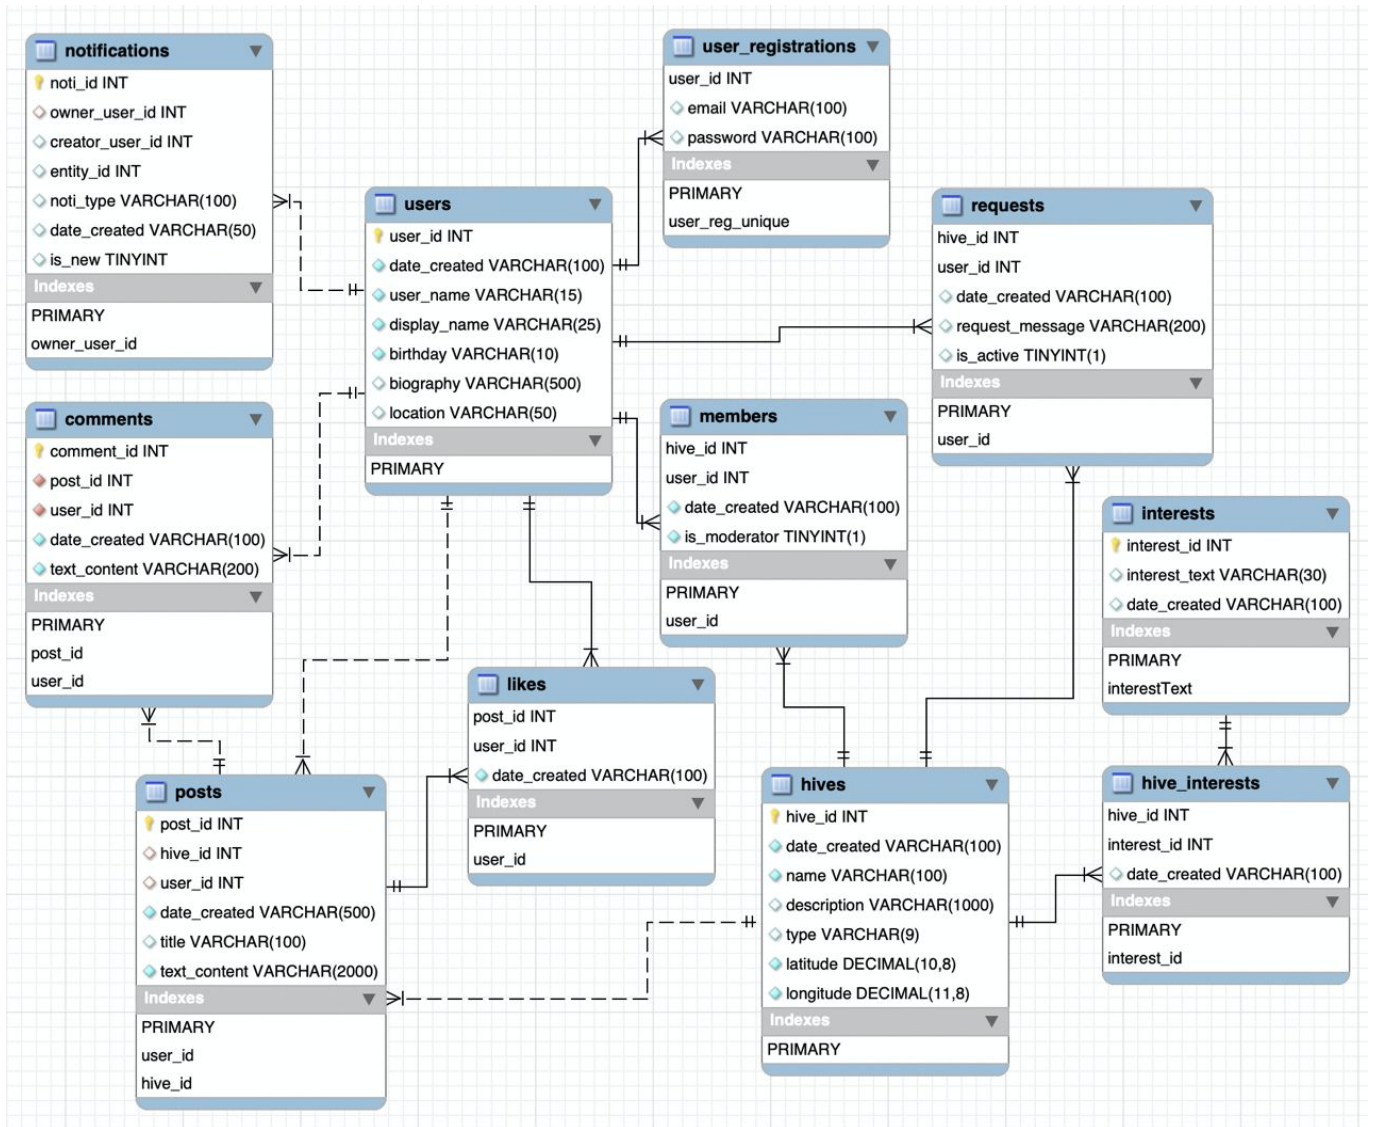 notifications
noti_id INT
owner_user_id INT
creator_user_id INT
entity_id INT
noti_type VARCHAR(100)
date_created VARCHAR(50)
is_new TINYINT
Indexes
PRIMARY
owner_user_id
comments
comment_id INT
post_id INT
user_id INT
date_created VARCHAR(100)
text_content VARCHAR(200)
Indexes
PRIMARY
post_id
user_id
posts
post_id INT
hive_id INT
user_id INT
date_created VARCHAR(500)
title VARCHAR(100)
text_content VARCHAR(2000)
Indexes
PRIMARY
user_id
hive_id
users
user_id INT
date_created VARCHAR(100)
user_name VARCHAR(15)
display_name VARCHAR(25)
birthday VARCHAR(10)
biography VARCHAR(500)
location VARCHAR(50)
Indexes
PRIMARY
likes
post_id INT
user_id INT
date_created VARCHAR(100)
Indexes
PRIMARY
user_id
user_registrations
user_id INT
email VARCHAR(100)
password VARCHAR(100)
Indexes
PRIMARY
user_reg_unique
members
hive_id INT
user_id INT
date_created VARCHAR(100)
is_moderator TINYINT(1)
Indexes
PRIMARY
user_id
hives
hive_id INT
date_created VARCHAR(100)
name VARCHAR(100)
description VARCHAR(1000)
type VARCHAR(9)
latitude DECIMAL(10,8)
longitude DECIMAL(11,8)
Indexes
PRIMARY
requests
hive_id INT
user_id INT
date_created VARCHAR(100)
request_message VARCHAR(200)
is_active TINYINT(1)
Indexes
PRIMARY
user_id
interests
interest_id INT
interest_text VARCHAR(30)
date_created VARCHAR(100)
Indexes
PRIMARY
interestText
hive_interests
hive_id INT
interest_id INT
date_created VARCHAR(100)
Indexes
PRIMARY
interest_id